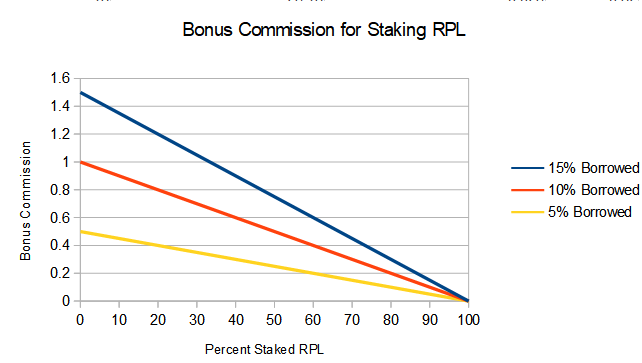 Bonus Commission for Staking RPL
1.6
1.4
1.2
1
0.8
0.6
0.4
0.2
0
Bonus Commission
0 10 20 30 40 50 60 70 80 90 100
Percent Staked RPL
15% Borrowed
10% Borrowed
5% Borrowed